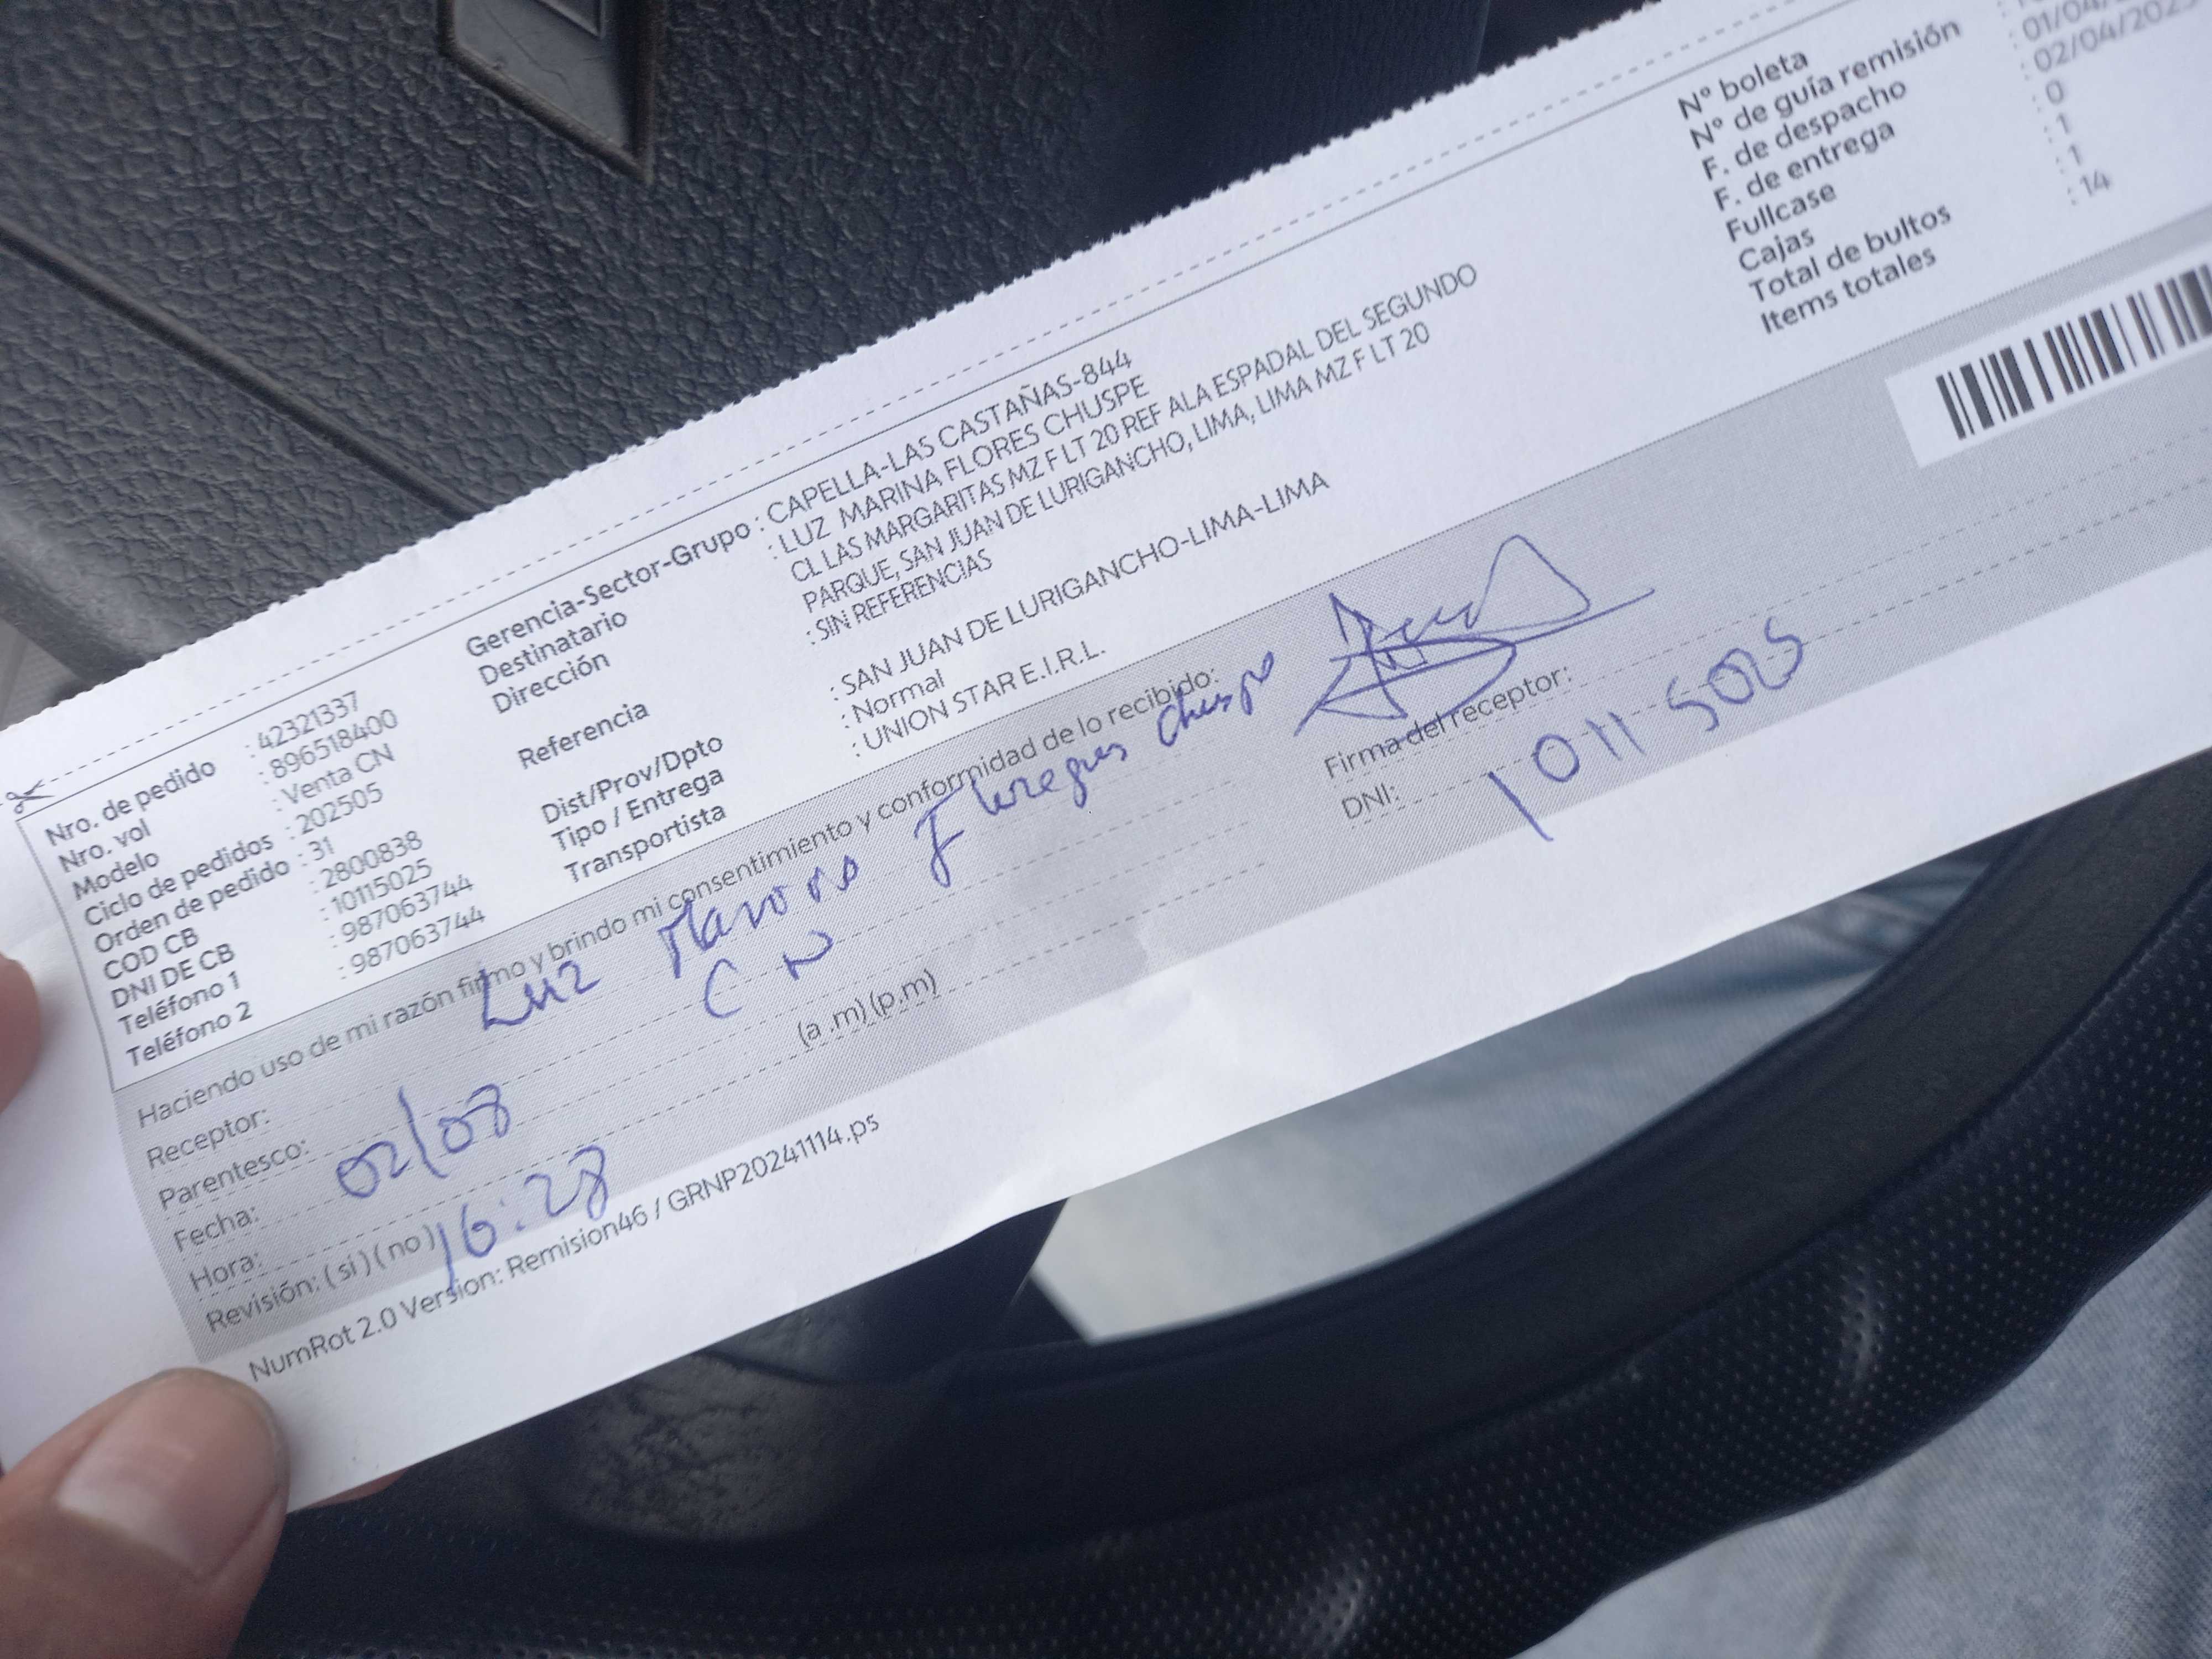 Nro. de pedido : 42321337
Nro. vol : 896518400
Modelo : Venta CN
Ciclo de pedidos : 202505
Orden de pedido : 31
COD CB : 2800838
DNI DE CB : 10115025
Teléfono 1 : 987063744
Teléfono 2 : 987063744
Gerencia-Sector-Grupo : CAPELLA-LAS CASTAÑAS-844
Destinatario : LUZ MARINA FLORES CHUSPE
Dirección CL LAS MARGARITAS MZ F LT 20 REF ALA ESPADAL DEL SEGUNDO
PARQUE, SAN JUAN DE LURIGANCHO, LIMA, LIMA MZ F LT 20
Referencia : SIN REFERENCIAS
Dist/Prov/Dpto : SAN JUAN DE LURIGANCHO-LIMA-LIMA
Tipo / Entrega : Normal
Transportista : UNION STAR E.I.R.L.
N° boleta
N° de guía remisión
F. de despacho : 01/04/
F. de entrega : 02/04/2025
Fullcase : 0
Cajas : 1
Total de bultos : 1
Items totales : 14
Haciendo uso de mi razón firmo y brindo mi consentimiento y conformidad de lo recibido:
Receptor: Luz
Parentesco: C N
Fecha: 02/08
Hora: 16:28
(a .m) (p.m)
Revisión: ( si ) ( no )
Firma del receptor:
DNI: 10115025
NumRot 2.0 Version: Remision46 / GRNP20241114.ps